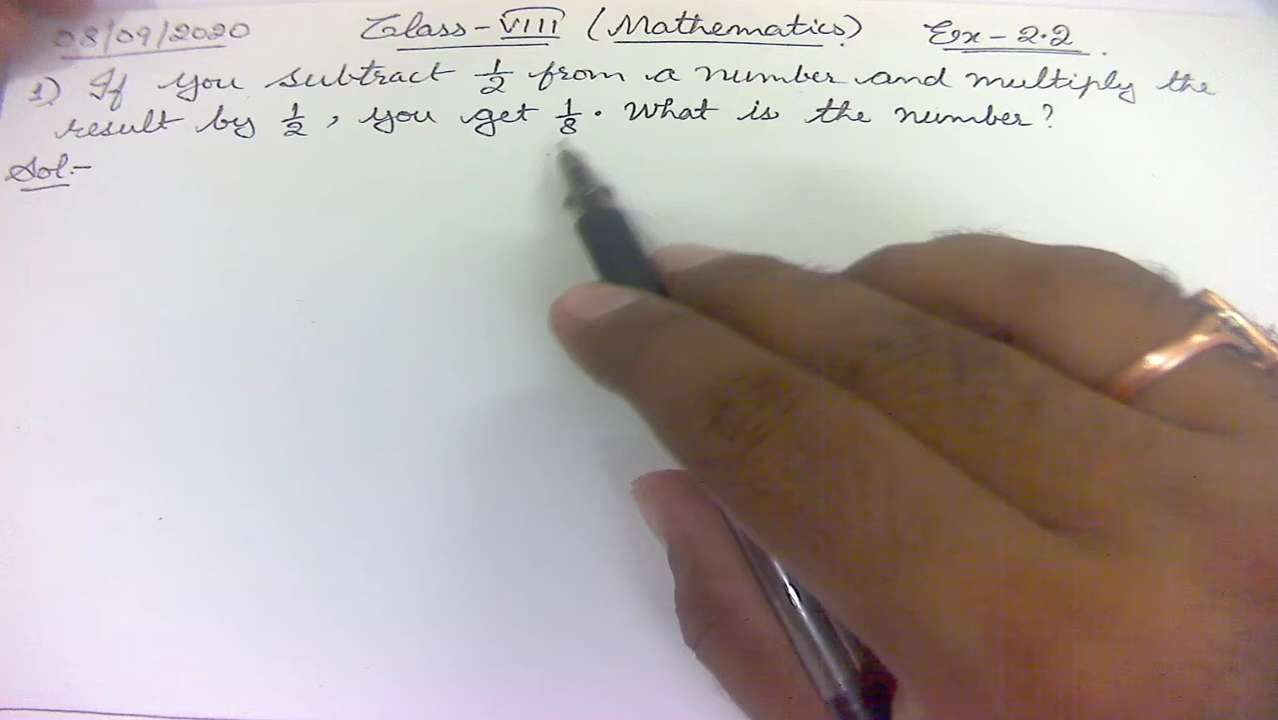 08/09/2020 Class-VIII (Mathematics) Ex-2.2
1) If you subtract 1/2 from a number and multiply the
result by 1/2, you get 1/8. What is the number?
Sol:-